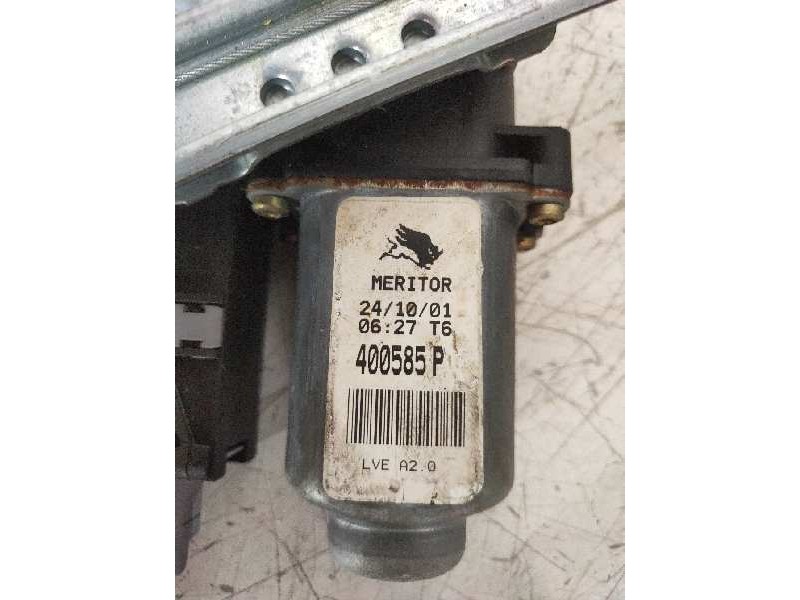 MERITOR
24/10/01
06:27 T6
400585 P
LVE A2.0